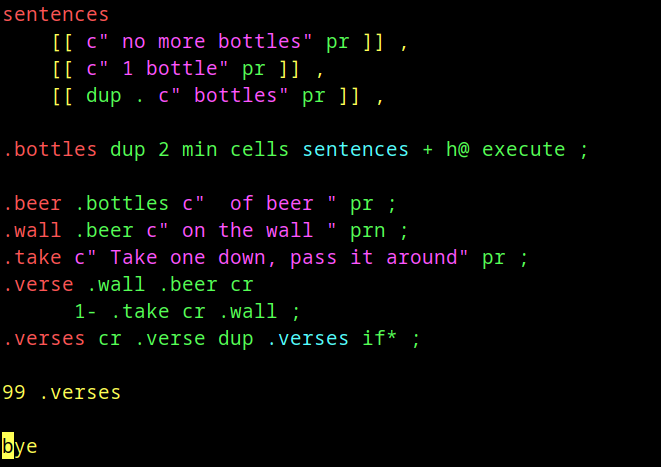 sentences
    [[ c" no more bottles" pr ]] ,
    [[ c" 1 bottle" pr ]] ,
    [[ dup . c" bottles" pr ]] ,

.bottles dup 2 min cells sentences + h@ execute ;

.beer .bottles c"  of beer " pr ;
.wall .beer c" on the wall " prn ;
.take c" Take one down, pass it around" pr ;
.verse .wall .beer cr
      1- .take cr .wall ;
.verses cr .verse dup .verses if* ;

99 .verses

bye